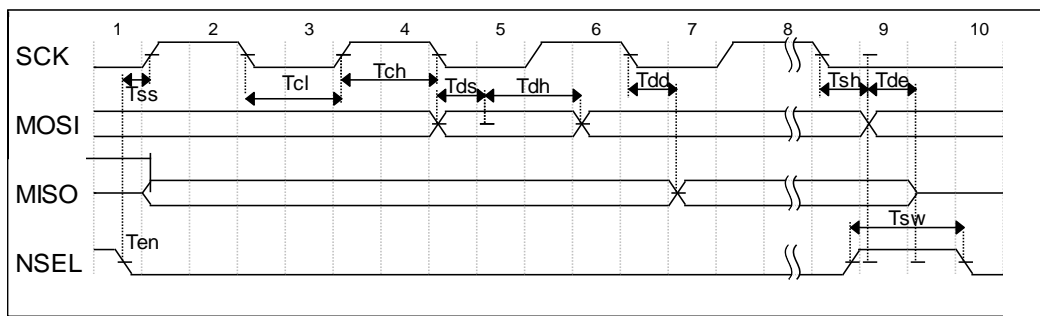 1 2 3 4 5 6 7 8 9 10
SCK
Tss Tcl Tch Tds Tdh Tdd Tsh Tde
MOSI
MISO
Tsw
Ten
NSEL